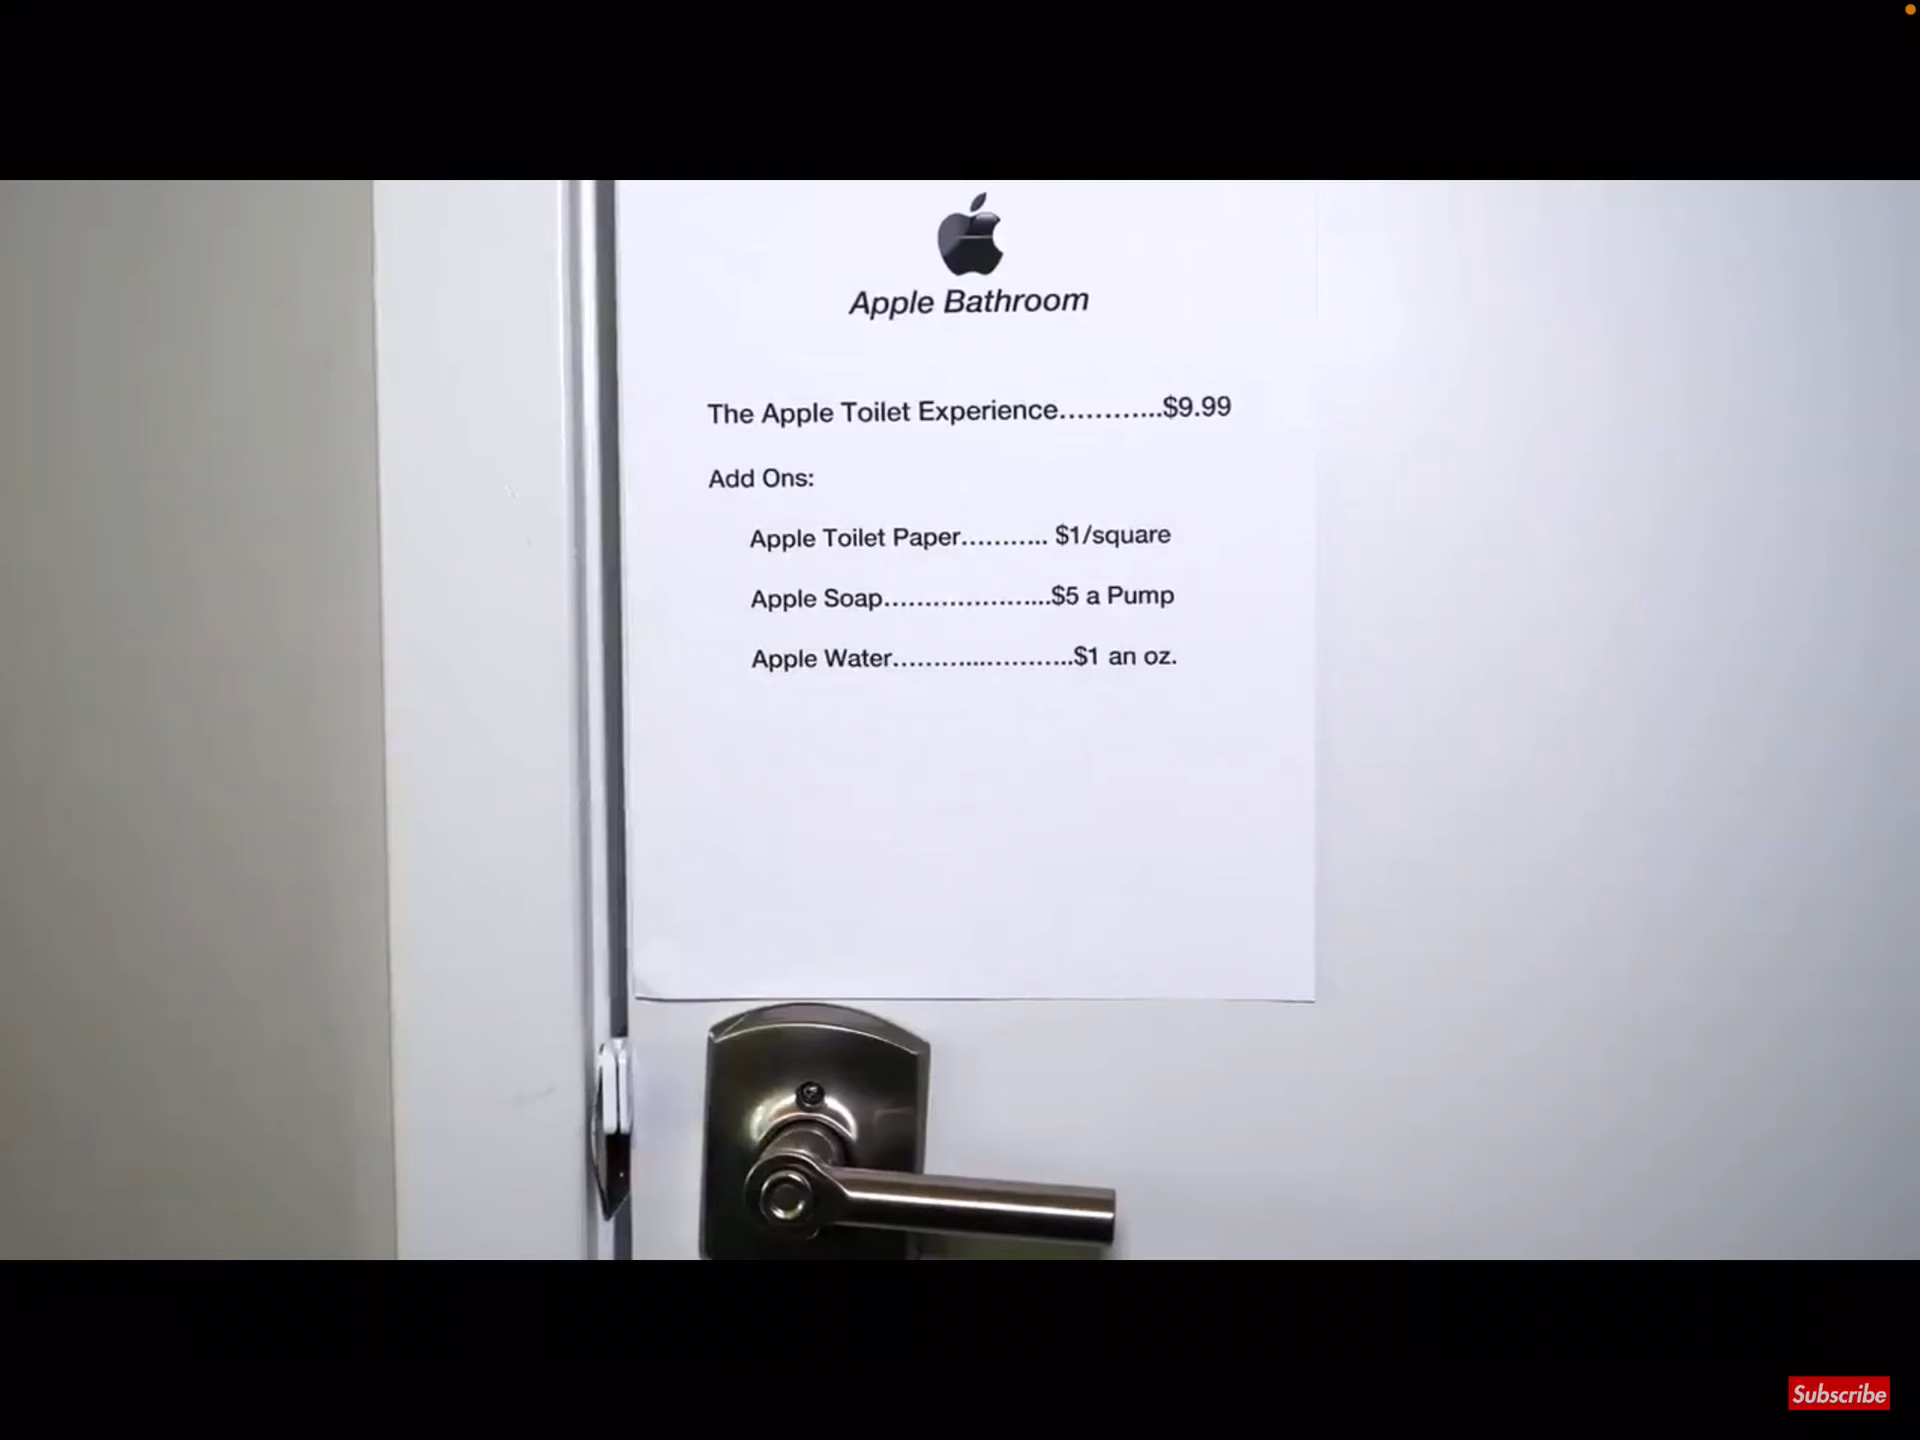 Apple Bathroom
The Apple Toilet Experience…………..$9.99
Add Ons:
Apple Toilet Paper……….. $1/square
Apple Soap…………………...$5 a Pump
Apple Water………...………...$1 an oz.
Subscribe